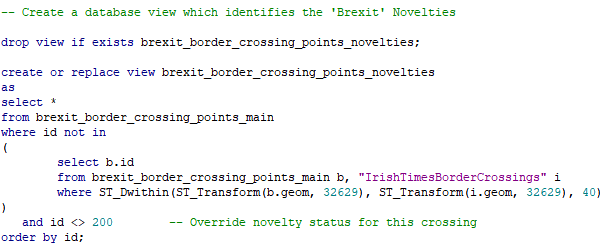 -- Create a database view which identifies the 'Brexit' Novelties
drop view if exists brexit_border_crossing_points_novelties;
create or replace view brexit_border_crossing_points_novelties
as
select *
from brexit_border_crossing_points_main
where id not in
(
select b.id
from brexit_border_crossing_points_main b, "IrishTimesBorderCrossings" i
where ST_Dwithin(ST_Transform(b.geom, 32629), ST_Transform(i.geom, 32629), 40)
)
and id <> 200 -- Override novelty status for this crossing
order by id;